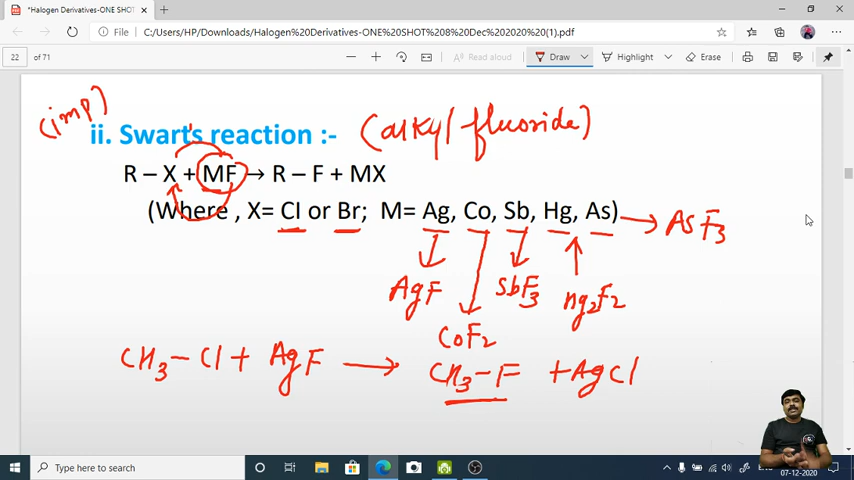 *Halogen Derivatives-ONE SHOT
File C:/Users/HP/Downloads/Halogen%20Derivatives-ONE%20SHOT%208%20Dec%202020%20(1).pdf
22 of 71 Read aloud Draw Highlight Erase
(imp)
ii. Swart's reaction :- (alkyl fluoride)
R – X + MF → R – F + MX
(Where , X= Cl or Br; M= Ag, Co, Sb, Hg, As) → AsF3
AgF SbF3 Hg2F2
CoF2
CH3–Cl + AgF → CH3–F + AgCl
Type here to search
07-12-2020